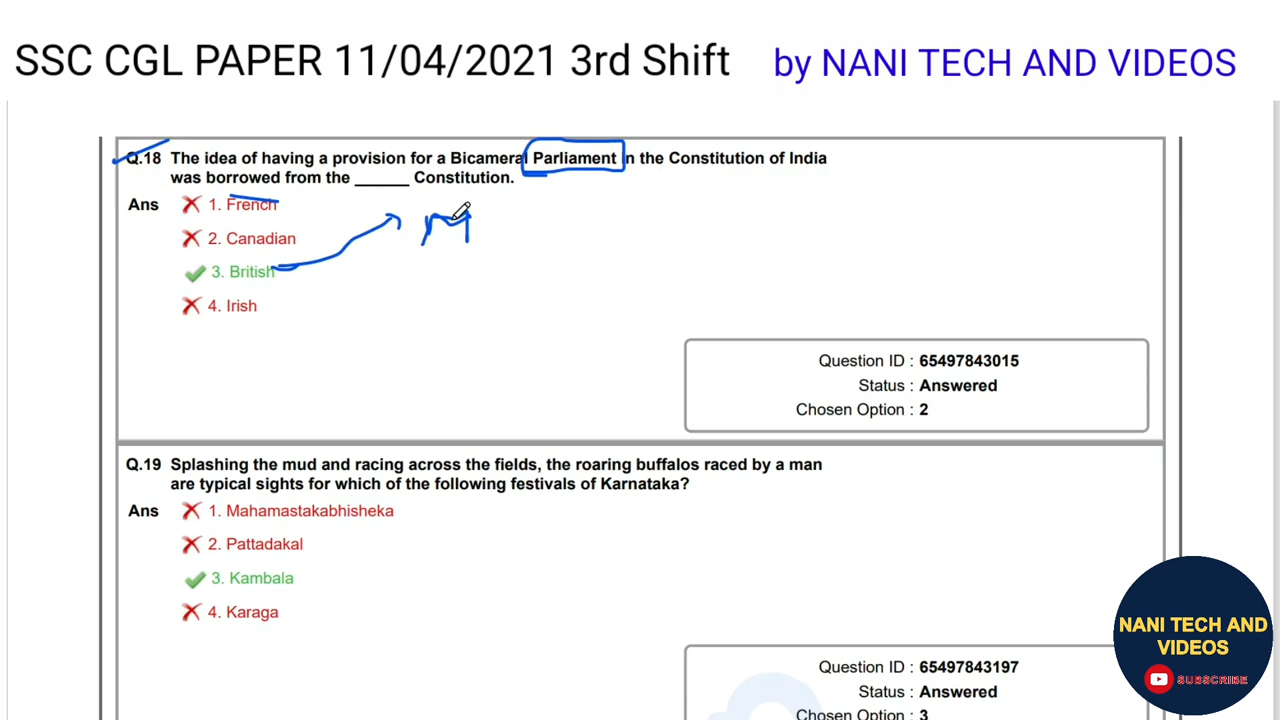 SSC CGL PAPER 11/04/2021 3rd Shift by NANI TECH AND VIDEOS
Q.18 The idea of having a provision for a Bicameral Parliament in the Constitution of India
was borrowed from the ______ Constitution.
Ans 1. French
2. Canadian
3. British
4. Irish
Question ID : 65497843015
Status : Answered
Chosen Option : 2
Q.19 Splashing the mud and racing across the fields, the roaring buffalos raced by a man
are typical sights for which of the following festivals of Karnataka?
Ans 1. Mahamastakabhisheka
2. Pattadakal
3. Kambala
4. Karaga
Question ID : 65497843197
Status : Answered
Chosen Option : 3
NANI TECH AND
VIDEOS
SUBSCRIBE